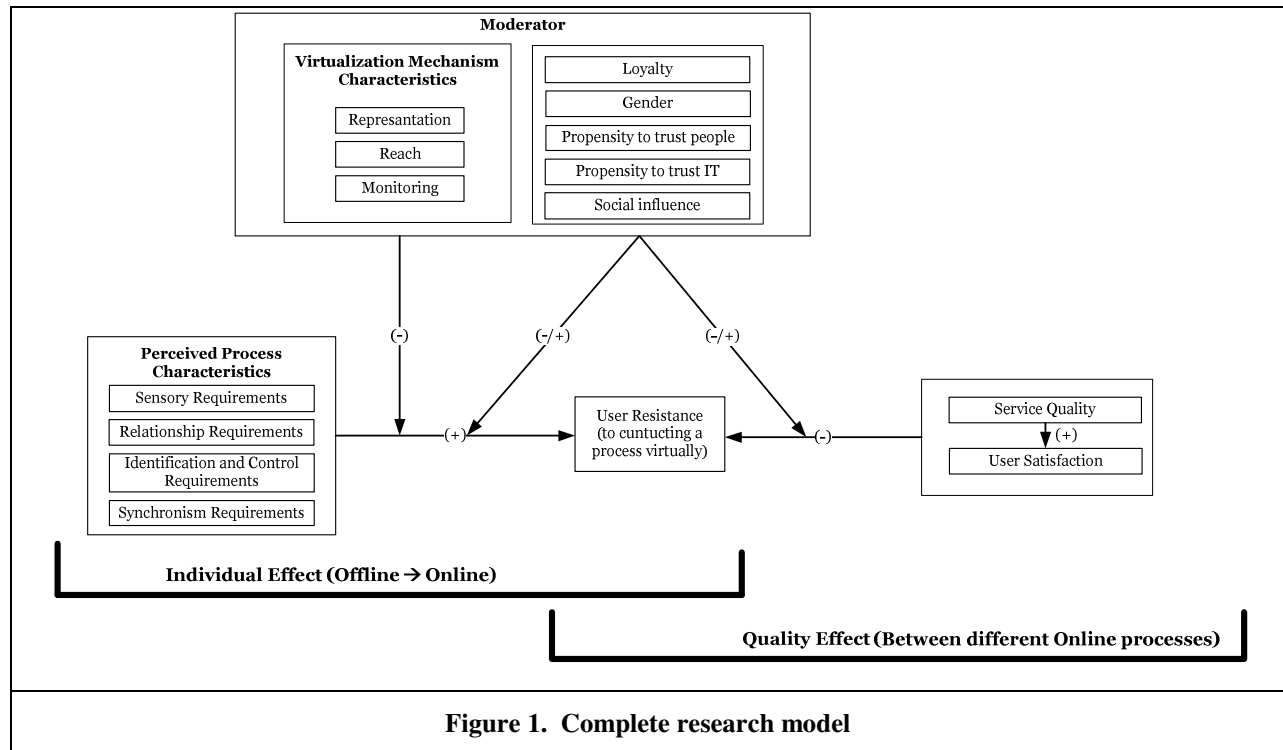 Moderator
Virtualization Mechanism
Characteristics
Represantation
Reach
Monitoring
Loyalty
Gender
Propensity to trust people
Propensity to trust IT
Social influence
(-)
(-/+)
(-/+)
Perceived Process
Characteristics
Sensory Requirements
Relationship Requirements
Identification and Control
Requirements
Synchronism Requirements
(+)
User Resistance
(to cuntucting a
process virtually)
(-)
Service Quality
(+)
User Satisfaction
Individual Effect (Offline → Online)
Quality Effect (Between different Online processes)
Figure 1. Complete research model